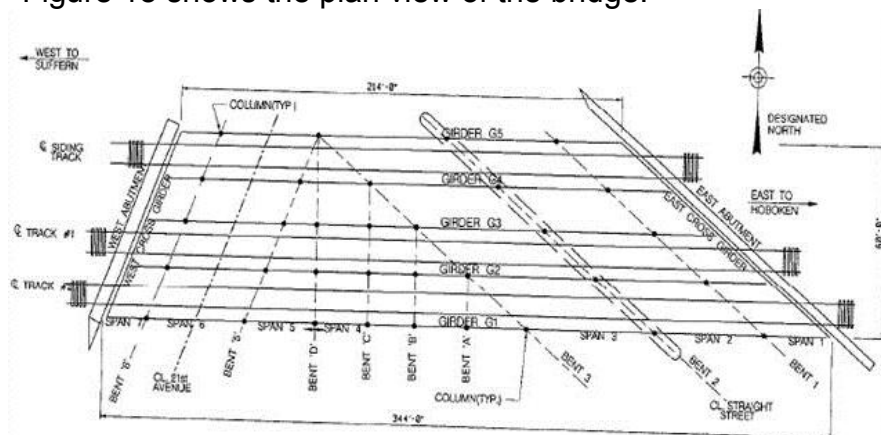 Figure 10 shows the plan view of the bridge.
WEST TO
SUFFERN
214'-0"
COLUMN(TYP.)
DESIGNATED
NORTH
GIRDER G5
℄ SIDING
TRACK
GIRDER G4
WEST ABUTMENT
WEST CROSS GIRDER
EAST ABUTMENT
EAST CROSS GIRDER
EAST TO
HOBOKEN
60'-0"
GIRDER G3
℄ TRACK #1
GIRDER G2
℄ TRACK
GIRDER G1
SPAN 7
SPAN 6
SPAN 5
SPAN 4
SPAN 3
SPAN 2
SPAN 1
BENT
CL 21st
AVENUE
BENT
BENT 'D'
BENT 'C'
BENT 'B'
BENT 'A'
BENT 3
BENT 2
BENT 1
COLUMN(TYP.)
CL STRAIGHT
STREET
344'-0"